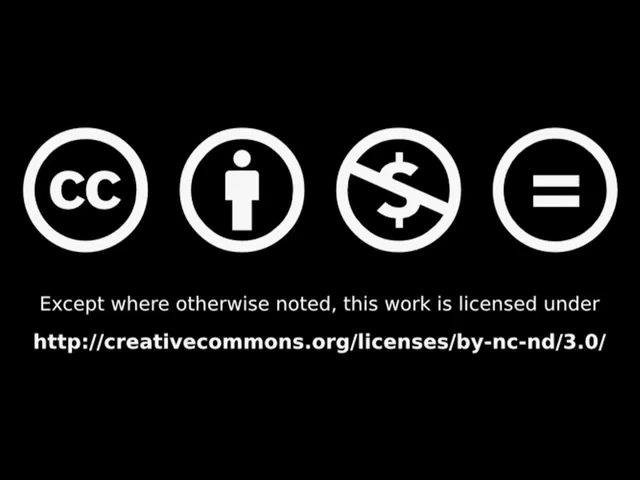 cc
$
=
Except where otherwise noted, this work is licensed under
http://creativecommons.org/licenses/by-nc-nd/3.0/